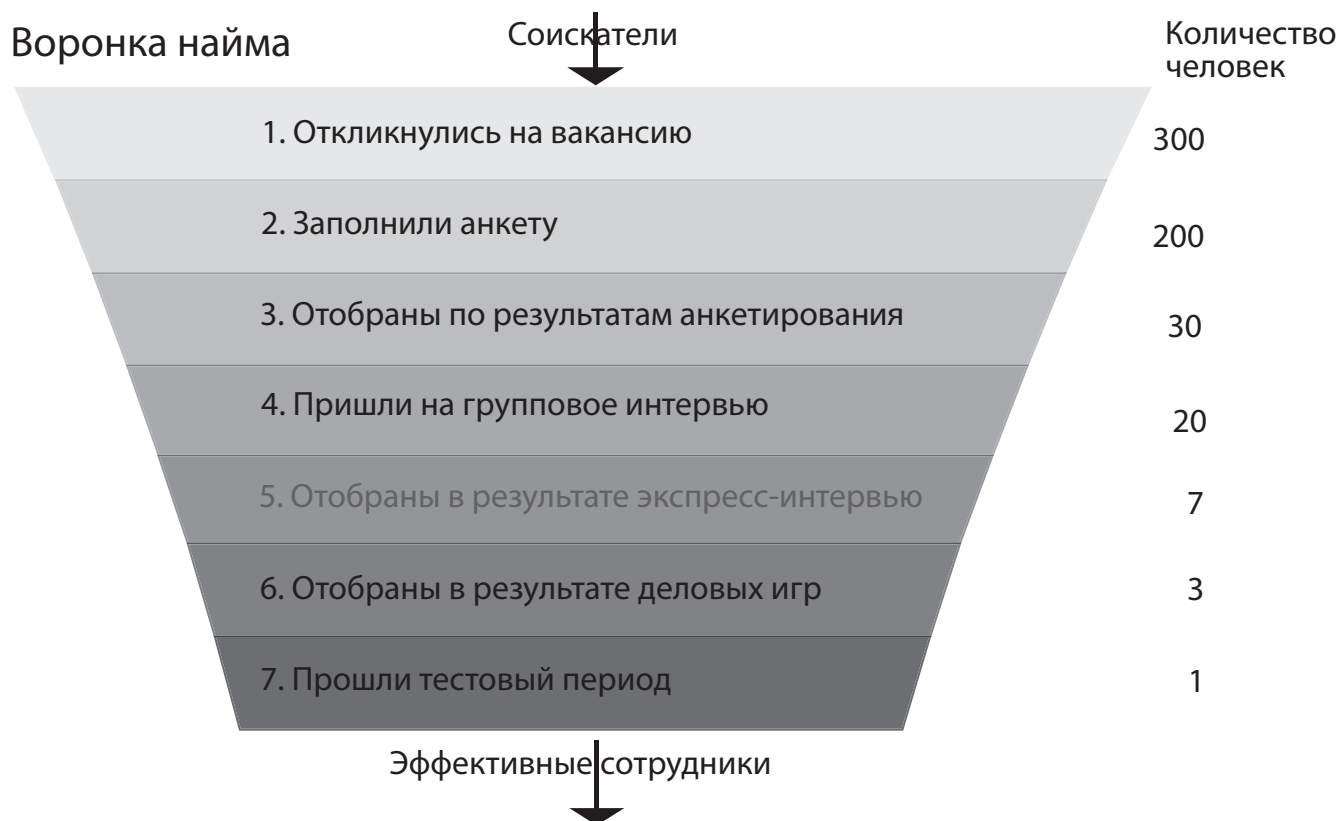 Воронка найма
Соискатели
Количество
человек
1. Откликнулись на вакансию
300
2. Заполнили анкету
200
3. Отобраны по результатам анкетирования
30
4. Пришли на групповое интервью
20
5. Отобраны в результате экспресс-интервью
7
6. Отобраны в результате деловых игр
3
7. Прошли тестовый период
1
Эффективные сотрудники